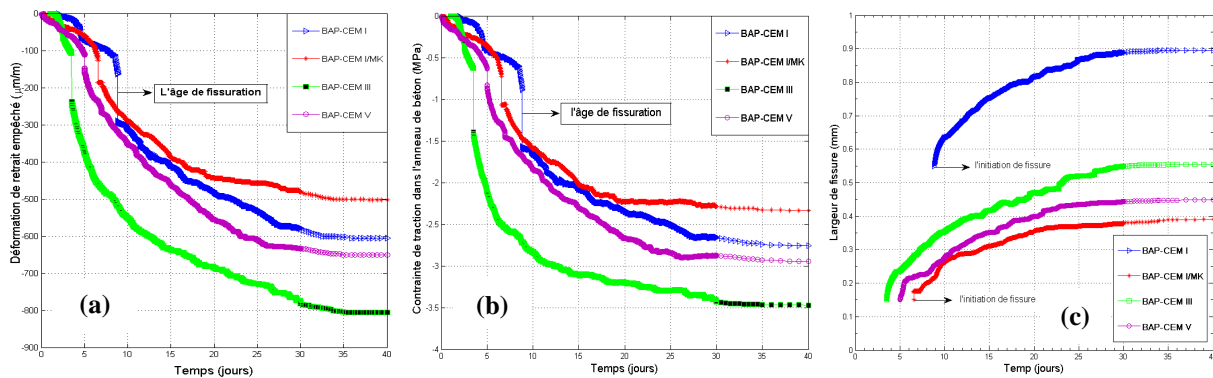 Déformation de retrait empêché (μm/m)
0
-100
-200
-300
-400
-500
-600
-700
-800
-900
0 5 10 15 20 25 30 35 40
Temps (jours)
BAP-CEM I
BAP-CEM I/MK
BAP-CEM III
BAP-CEM V
L'âge de fissuration
(a)
Contrainte de traction dans l'anneau de béton (MPa)
0
-0.5
-1
-1.5
-2
-2.5
-3
-3.5
-4
0 5 10 15 20 25 30 35 40
Temps (jours)
BAP-CEM I
BAP-CEM I/MK
BAP-CEM III
BAP-CEM V
l'âge de fissuration
(b)
Largeur de fissure (mm)
1
0.9
0.8
0.7
0.6
0.5
0.4
0.3
0.2
0.1
0
0 5 10 15 20 25 30 35 40
Temp (jours)
l'initiation de fissure
l'initiation de fissure
BAP-CEM I
BAP-CEM I/MK
BAP-CEM III
BAP-CEM V
(c)